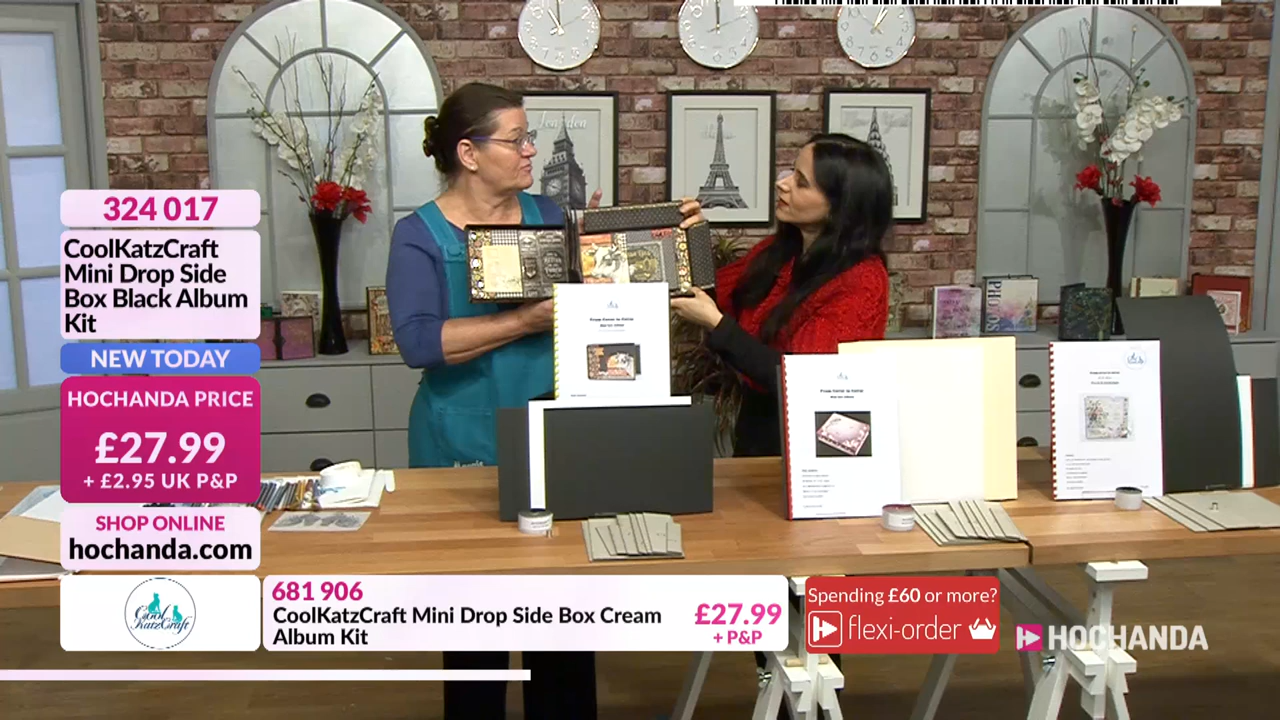 324 017
CoolKatzCraft
Mini Drop Side
Box Black Album
Kit
NEW TODAY
HOCHANDA PRICE
£27.99
+ £2.95 UK P&P
SHOP ONLINE
hochanda.com
Cool
KatzCraft
681 906
CoolKatzCraft Mini Drop Side Box Cream
Album Kit
£27.99
+ P&P
Spending £60 or more?
flexi-order
HOCHANDA